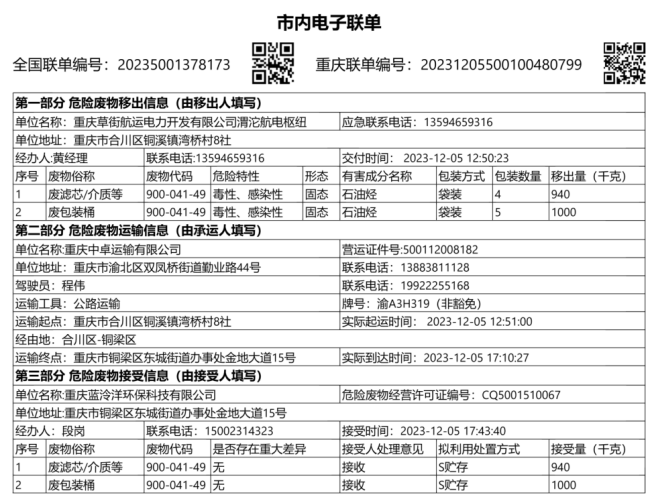 市内电子联单
全国联单编号：20235001378173 重庆联单编号：20231205500100480799
第一部分 危险废物移出信息（由移出人填写）
单位名称：重庆草街航运电力开发有限公司渭沱航电枢纽 应急联系电话：13594659316
单位地址：重庆市合川区铜溪镇湾桥村8社
经办人:黄经理 联系电话:13594659316 交付时间： 2023-12-05 12:50:23
序号 废物俗称 废物代码 危险特性 形态 有害成分名称 包装方式 包装数量 移出量（千克）
1 废滤芯/介质等 900-041-49 毒性、感染性 固态 石油烃 袋装 4 940
2 废包装桶 900-041-49 毒性、感染性 固态 石油烃 袋装 5 1000
第二部分 危险废物运输信息（由承运人填写）
单位名称:重庆中卓运输有限公司 营运证件号:500112008182
单位地址：重庆市渝北区双凤桥街道勤业路44号 联系电话：13883811128
驾驶员：程伟 联系电话：19922255168
运输工具：公路运输 牌号：渝A3H319（非豁免）
运输起点：重庆市合川区铜溪镇湾桥村8社 实际起运时间： 2023-12-05 12:51:00
经由地：合川区-铜梁区
运输终点：重庆市铜梁区东城街道办事处金地大道15号 实际到达时间：2023-12-05 17:10:27
第三部分 危险废物接受信息（由接受人填写）
单位名称:重庆蓝泠洋环保科技有限公司 危险废物经营许可证编号：CQ5001510067
单位地址:重庆市铜梁区东城街道办事处金地大道15号
经办人：段岗 联系电话：15002314323 接受时间：2023-12-05 17:43:40
序号 废物俗称 废物代码 是否存在重大差异 接受人处理意见 拟利用处置方式 接受量（千克）
1 废滤芯/介质等 900-041-49 无 接收 S贮存 940
2 废包装桶 900-041-49 无 接收 S贮存 1000